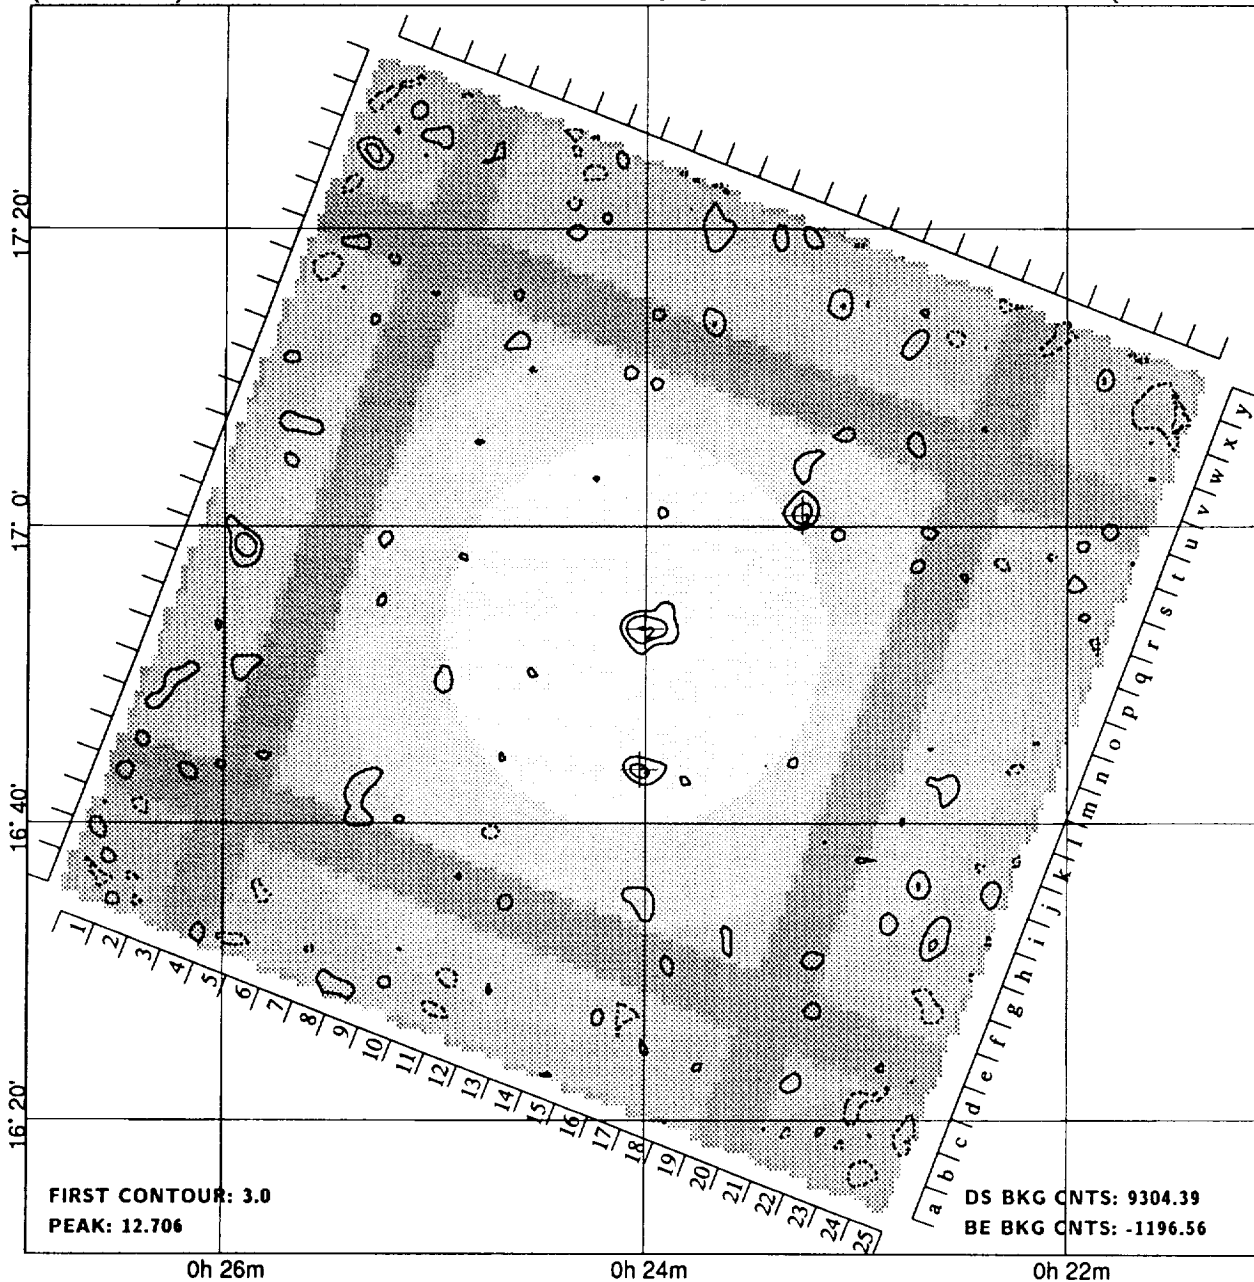 17° 20'
17° 0'
16° 40'
16° 20'
y
x
w
v
u
t
s
r
q
p
o
n
m
l
k
j
i
h
g
f
e
d
c
b
a
1
2
3
4
5
6
7
8
9
10
11
12
13
14
15
16
17
18
19
20
21
22
23
24
25
FIRST CONTOUR: 3.0
PEAK: 12.706
DS BKG CNTS: 9304.39
BE BKG CNTS: -1196.56
0h 26m
0h 24m
0h 22m